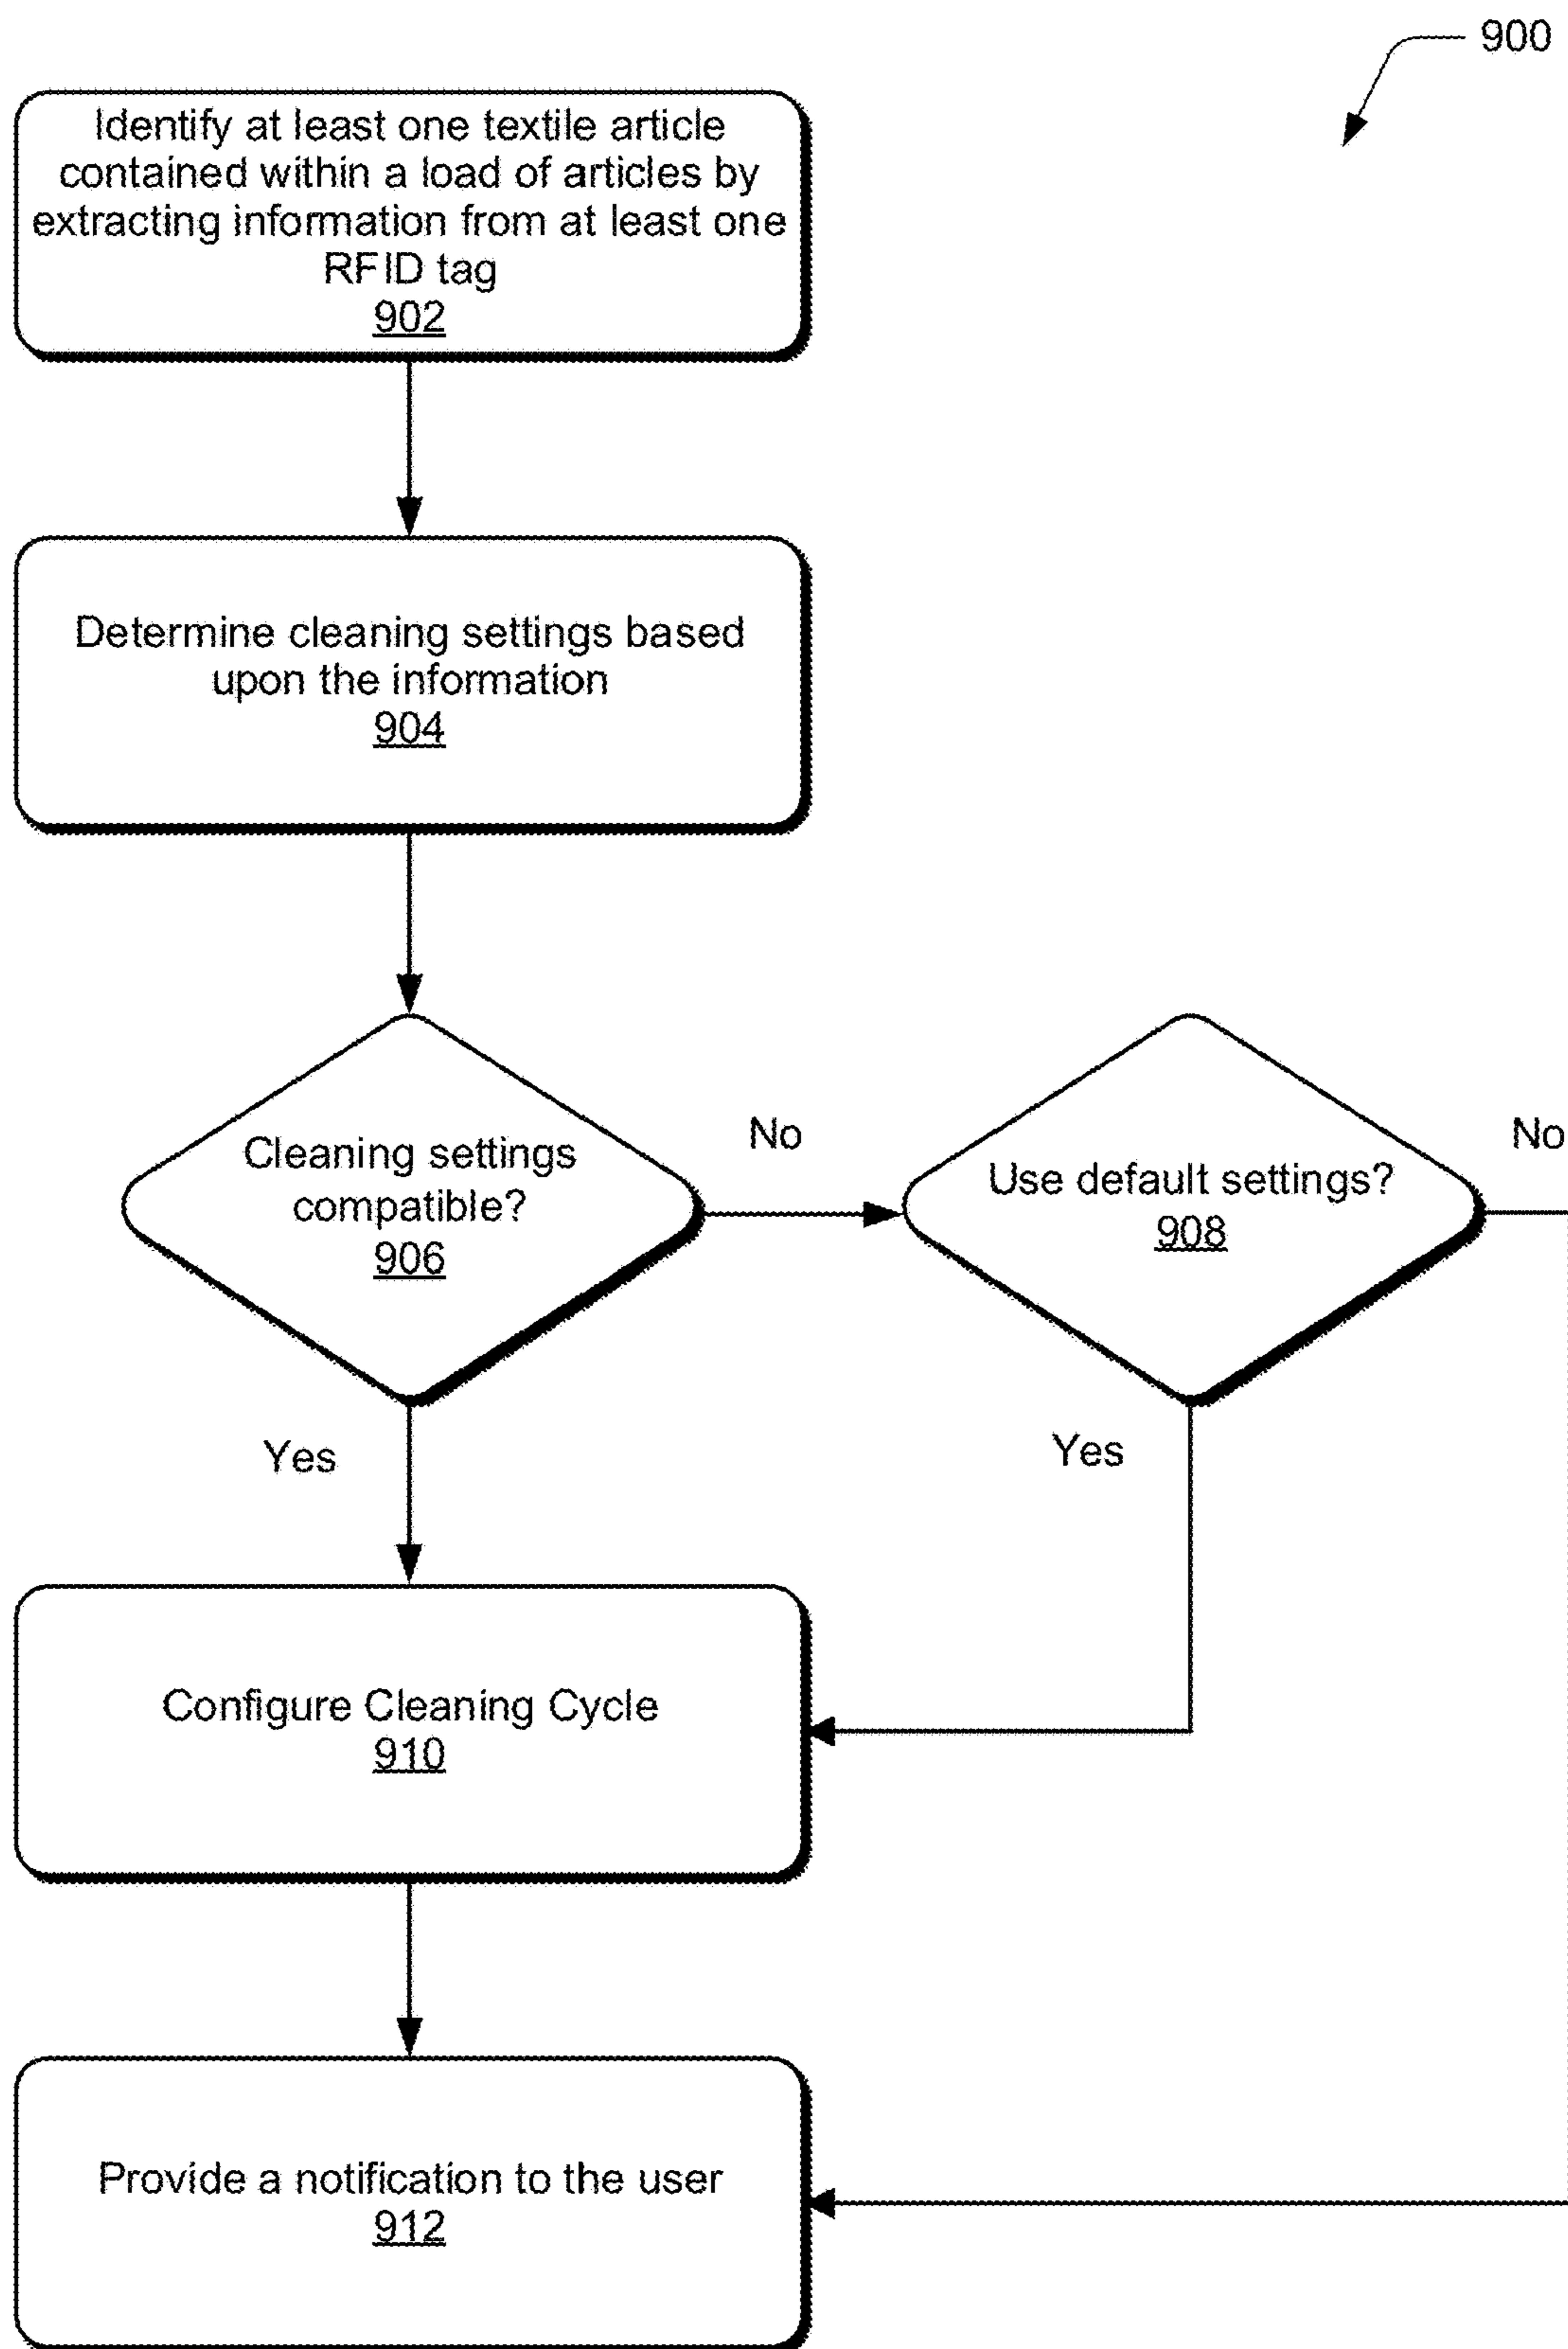 900
Identify at least one textile article
contained within a load of articles by
extracting information from at least one
RFID tag
902
Determine cleaning settings based
upon the information
904
Cleaning settings
compatible?
906
No
Use default settings?
908
No
Yes
Yes
Configure Cleaning Cycle
910
Provide a notification to the user
912